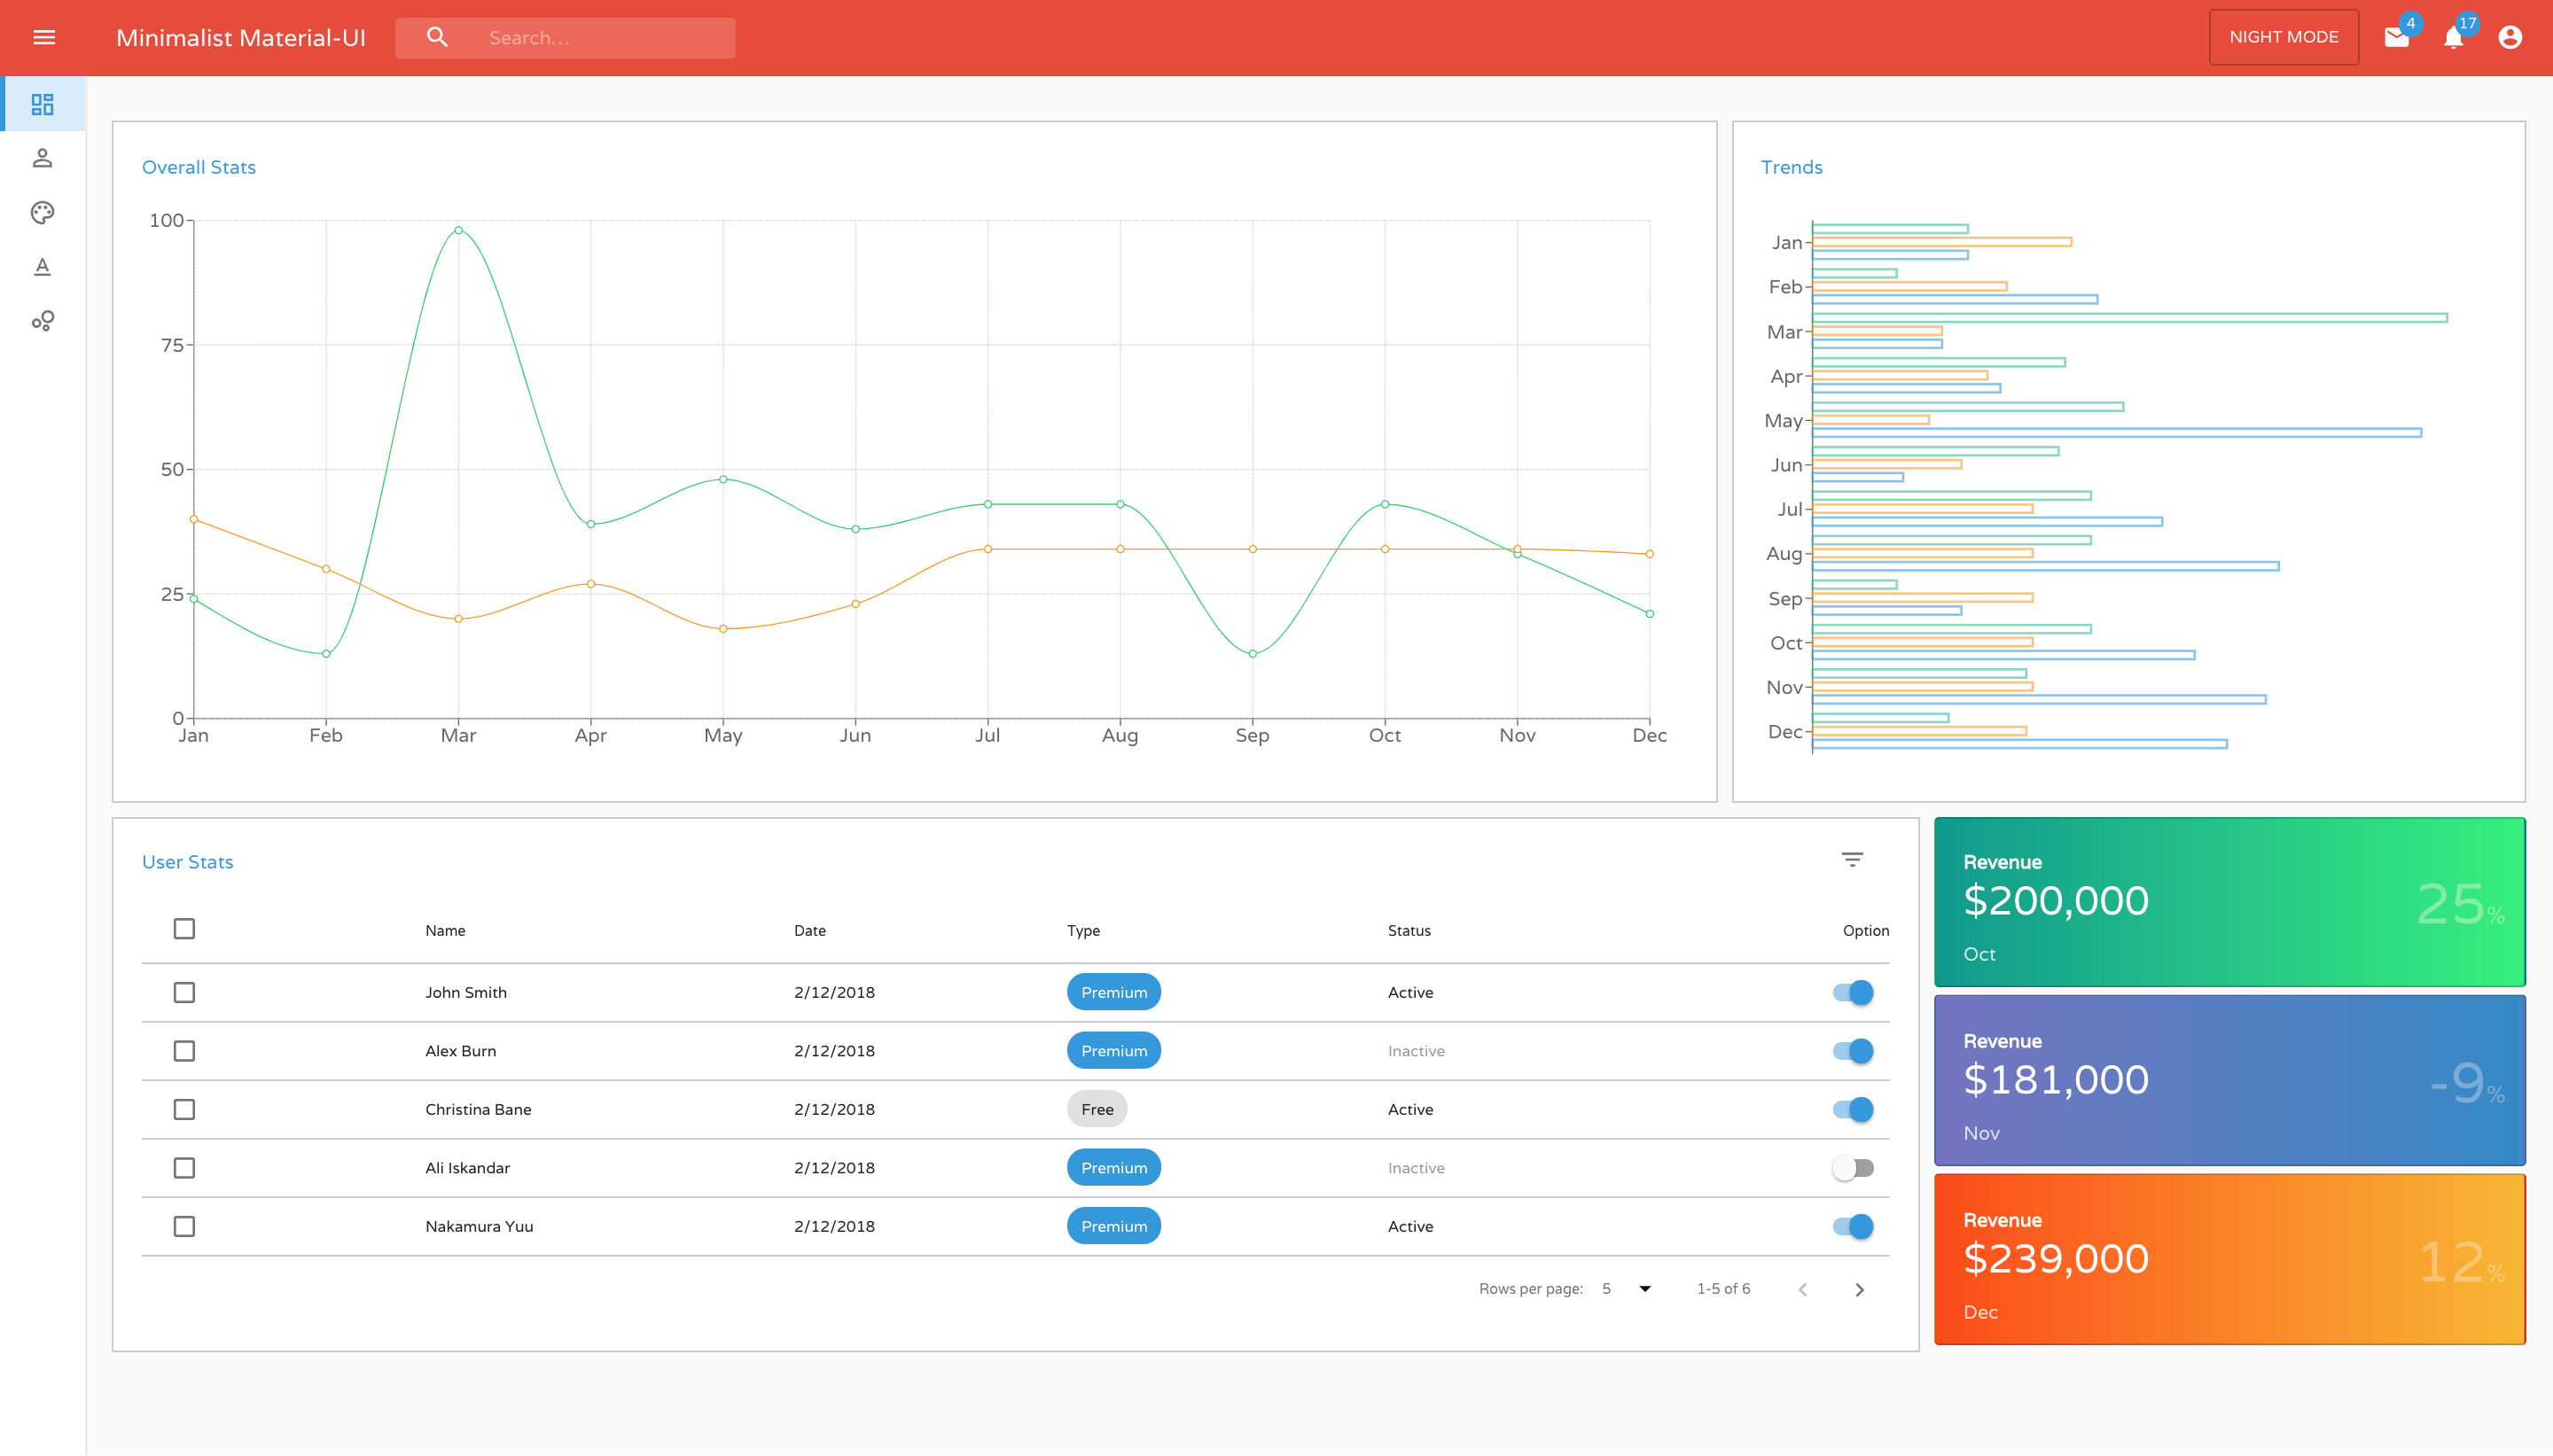 Minimalist Material-UI
Search...
NIGHT MODE
4
17
Overall Stats
100
75
50
25
0
Jan Feb Mar Apr May Jun Jul Aug Sep Oct Nov Dec
Trends
Jan
Feb
Mar
Apr
May
Jun
Jul
Aug
Sep
Oct
Nov
Dec
User Stats
Name Date Type Status Option
John Smith 2/12/2018 Premium Active
Alex Burn 2/12/2018 Premium Inactive
Christina Bane 2/12/2018 Free Active
Ali Iskandar 2/12/2018 Premium Inactive
Nakamura Yuu 2/12/2018 Premium Active
Rows per page: 5 1-5 of 6
Revenue
$200,000
25%
Oct
Revenue
$181,000
-9%
Nov
Revenue
$239,000
12%
Dec